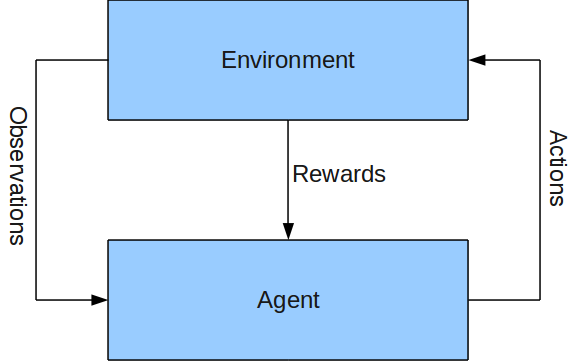 Environment
Observations
Rewards
Actions
Agent